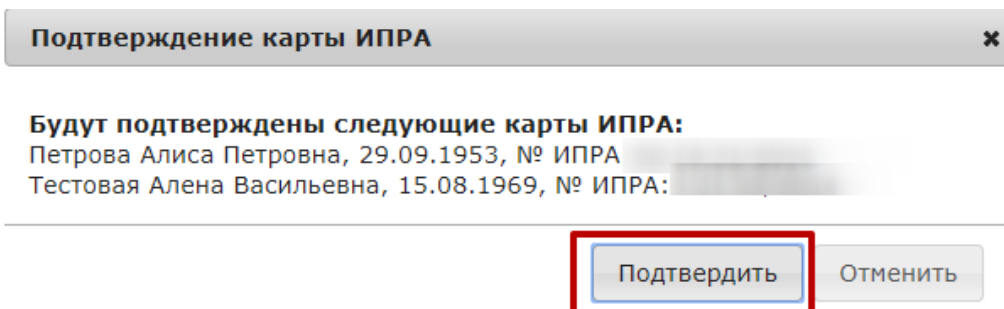 Подтверждение карты ИПРА
Будут подтверждены следующие карты ИПРА:
Петрова Алиса Петровна, 29.09.1953, № ИПРА
Тестовая Алена Васильевна, 15.08.1969, № ИПРА:
Подтвердить Отменить